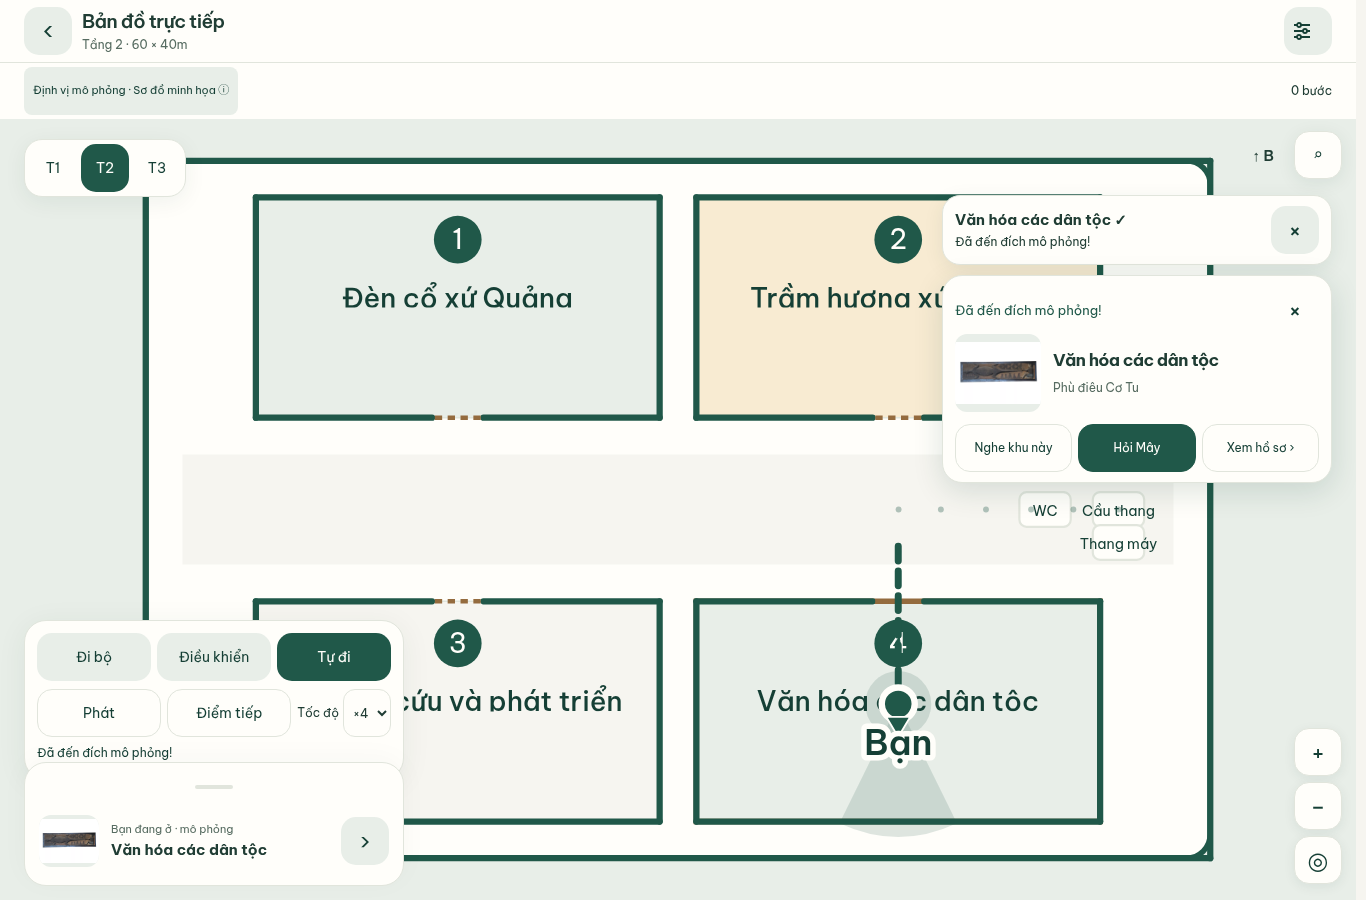 Bản đồ trực tiếp
Tầng 2 · 60 × 40m
Định vị mô phỏng · Sơ đồ minh họa ⓘ
0 bước
T1 T2 T3
↑ B
1
Đèn cổ xứ Quảng
2
Trầm hương xứ
Văn hóa các dân tộc ✓
Đã đến đích mô phỏng!
×
Đã đến đích mô phỏng!
×
Văn hóa các dân tộc
Phù điêu Cơ Tu
Nghe khu này
Hỏi Mây
Xem hồ sơ ›
WC
Cầu thang
Thang máy
3
cứu và phát triển
4
Văn hóa dân tộc
Bạn
Đi bộ
Điều khiển
Tự đi
Phát
Điểm tiếp
Tốc độ
×4
Đã đến đích mô phỏng!
Bạn đang ở · mô phỏng
Văn hóa các dân tộc
+
−